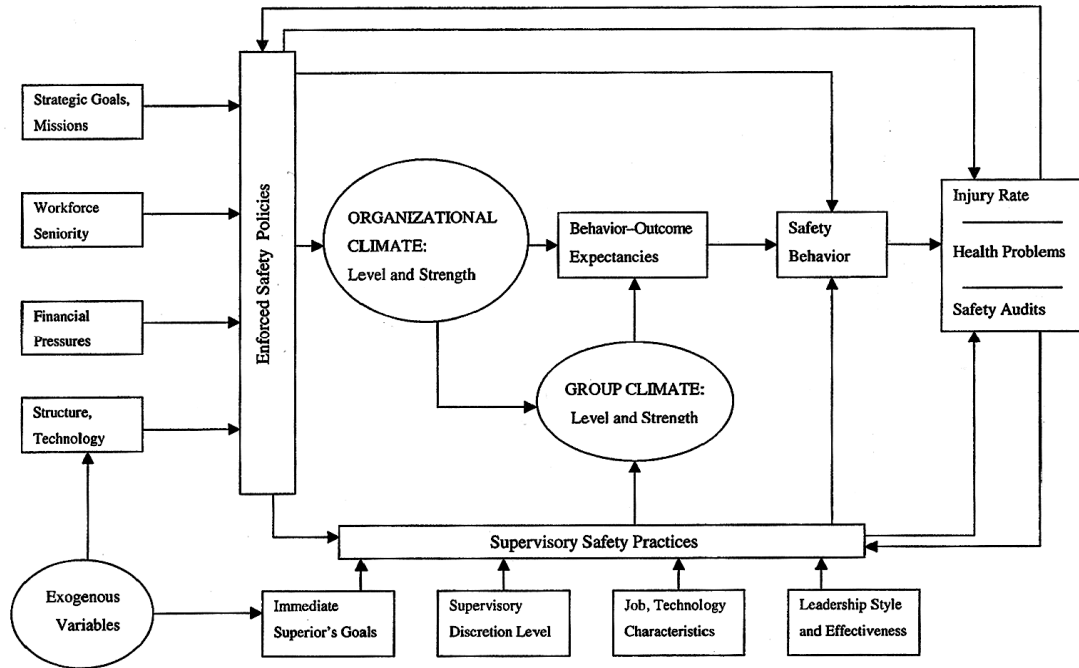 Strategic Goals,
Missions
Workforce
Seniority
Financial
Pressures
Structure,
Technology
Exogenous
Variables
Enforced Safety Policies
ORGANIZATIONAL
CLIMATE:
Level and Strength
Behavior–Outcome
Expectancies
GROUP CLIMATE:
Level and Strength
Safety
Behavior
Injury Rate
Health Problems
Safety Audits
Supervisory Safety Practices
Immediate
Superior's Goals
Supervisory
Discretion Level
Job, Technology
Characteristics
Leadership Style
and Effectiveness